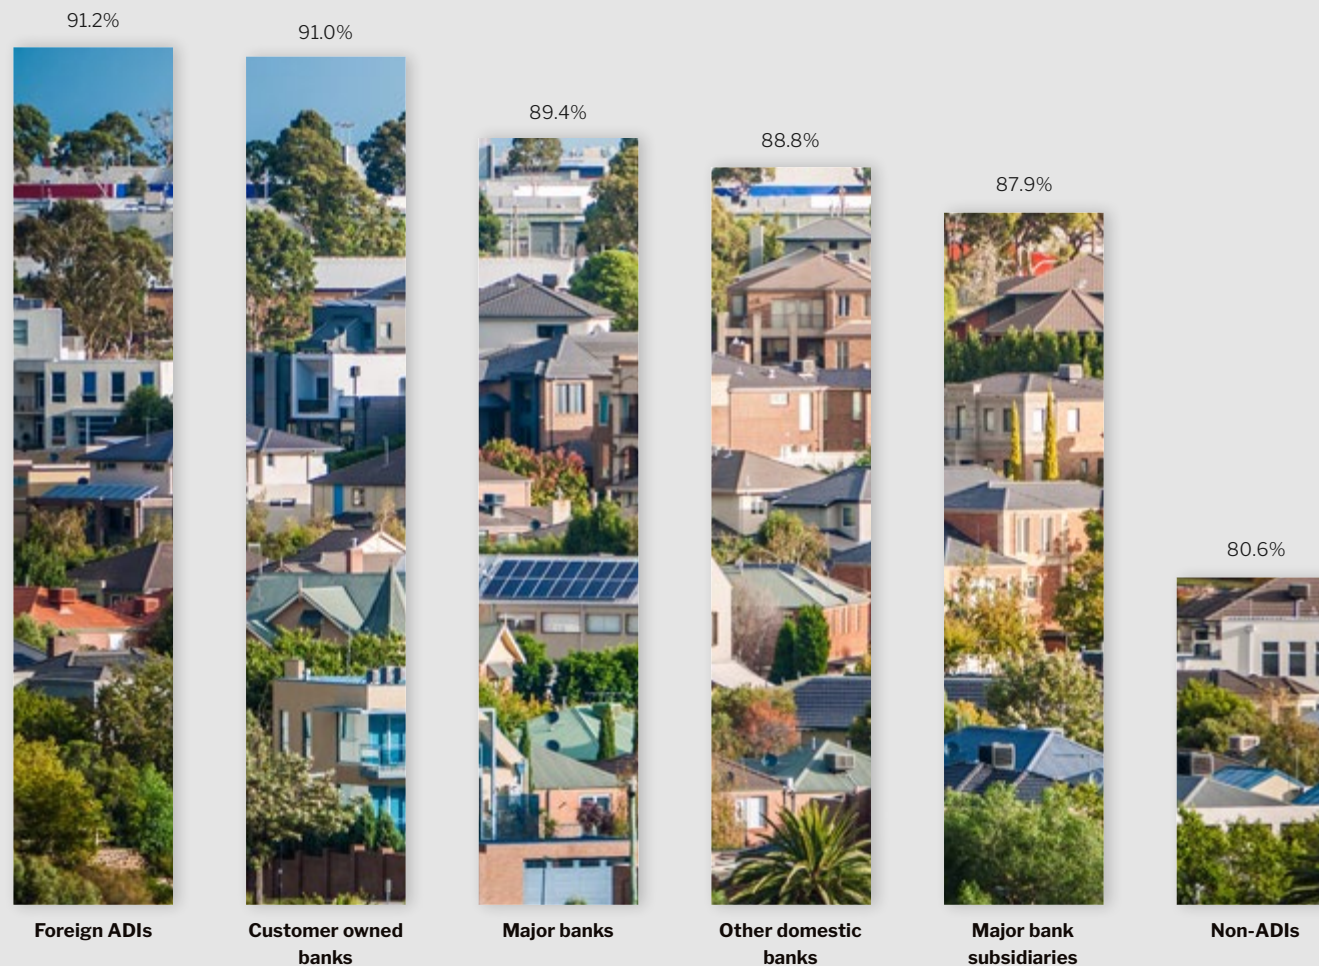 91.2%
91.0%
89.4%
88.8%
87.9%
80.6%
Foreign ADIs
Customer owned
banks
Major banks
Other domestic
banks
Major bank
subsidiaries
Non-ADIs